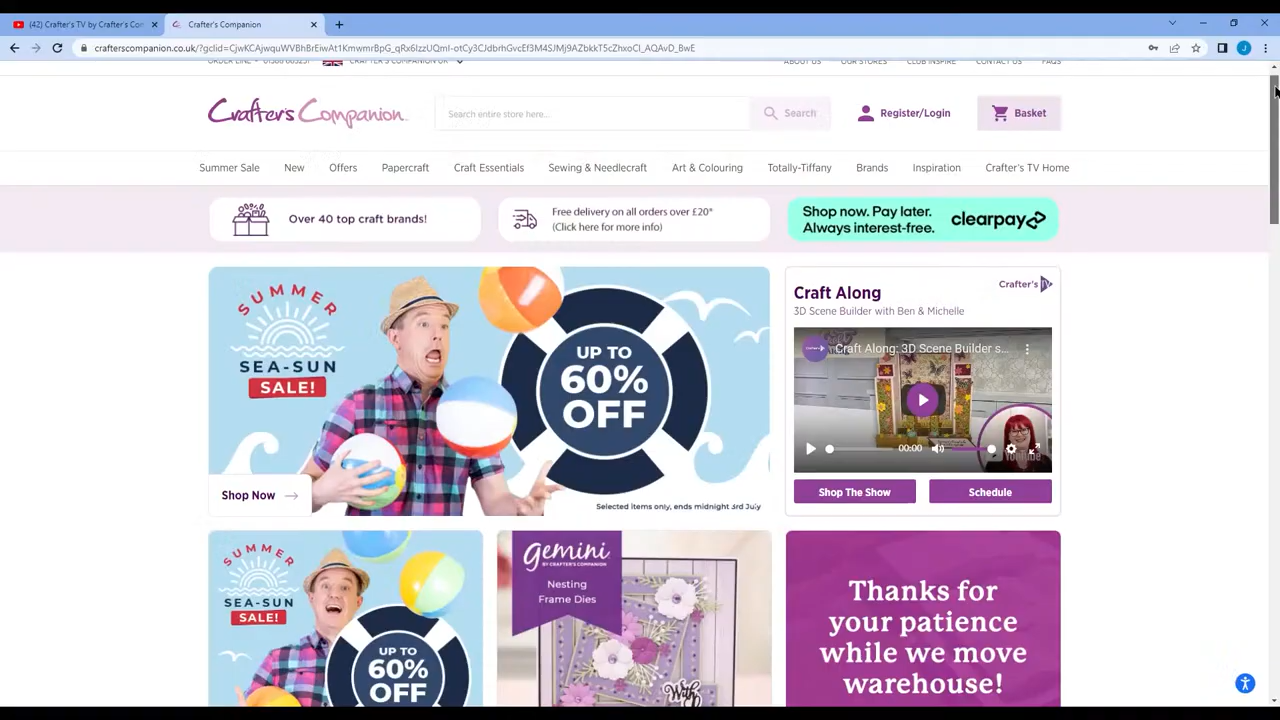 (42) Crafter's TV by Crafter's Co
Crafter's Companion
crafterscompanion.co.uk/?gclid=CjwKCAjwquWVBhBrEiwAt1KmwmrBpG_qRx6IzzUQmI-otCy3CJdbrhGvcEf3M4SJMj9AZbkkT5cZhxoCl_AQAvD_BwE
CRAFTER'S COMPANION UK
ABOUT US
OUR STORES
CLUB INSPIRE
CONTACT US
FAQS
Crafter's Companion
Search entire store here...
Search
Register/Login
Basket
Summer Sale
New
Offers
Papercraft
Craft Essentials
Sewing & Needlecraft
Art & Colouring
Totally-Tiffany
Brands
Inspiration
Crafter's TV Home
Over 40 top craft brands!
Free delivery on all orders over £20*
(Click here for more info)
Shop now. Pay later.
Always interest-free.
clearpay
SUMMER
SEA-SUN
SALE!
UP TO
60%
OFF
Shop Now
Selected items only, ends midnight 3rd July
Craft Along
Crafter's TV
3D Scene Builder with Ben & Michelle
Craft Along: 3D Scene Builder s...
00:00
YouTube
Shop The Show
Schedule
SUMMER
SEA-SUN
SALE!
UP TO
60%
OFF
gemini
BY CRAFTER'S COMPANION
Nesting
Frame Dies
With
Thanks for
your patience
while we move
warehouse!